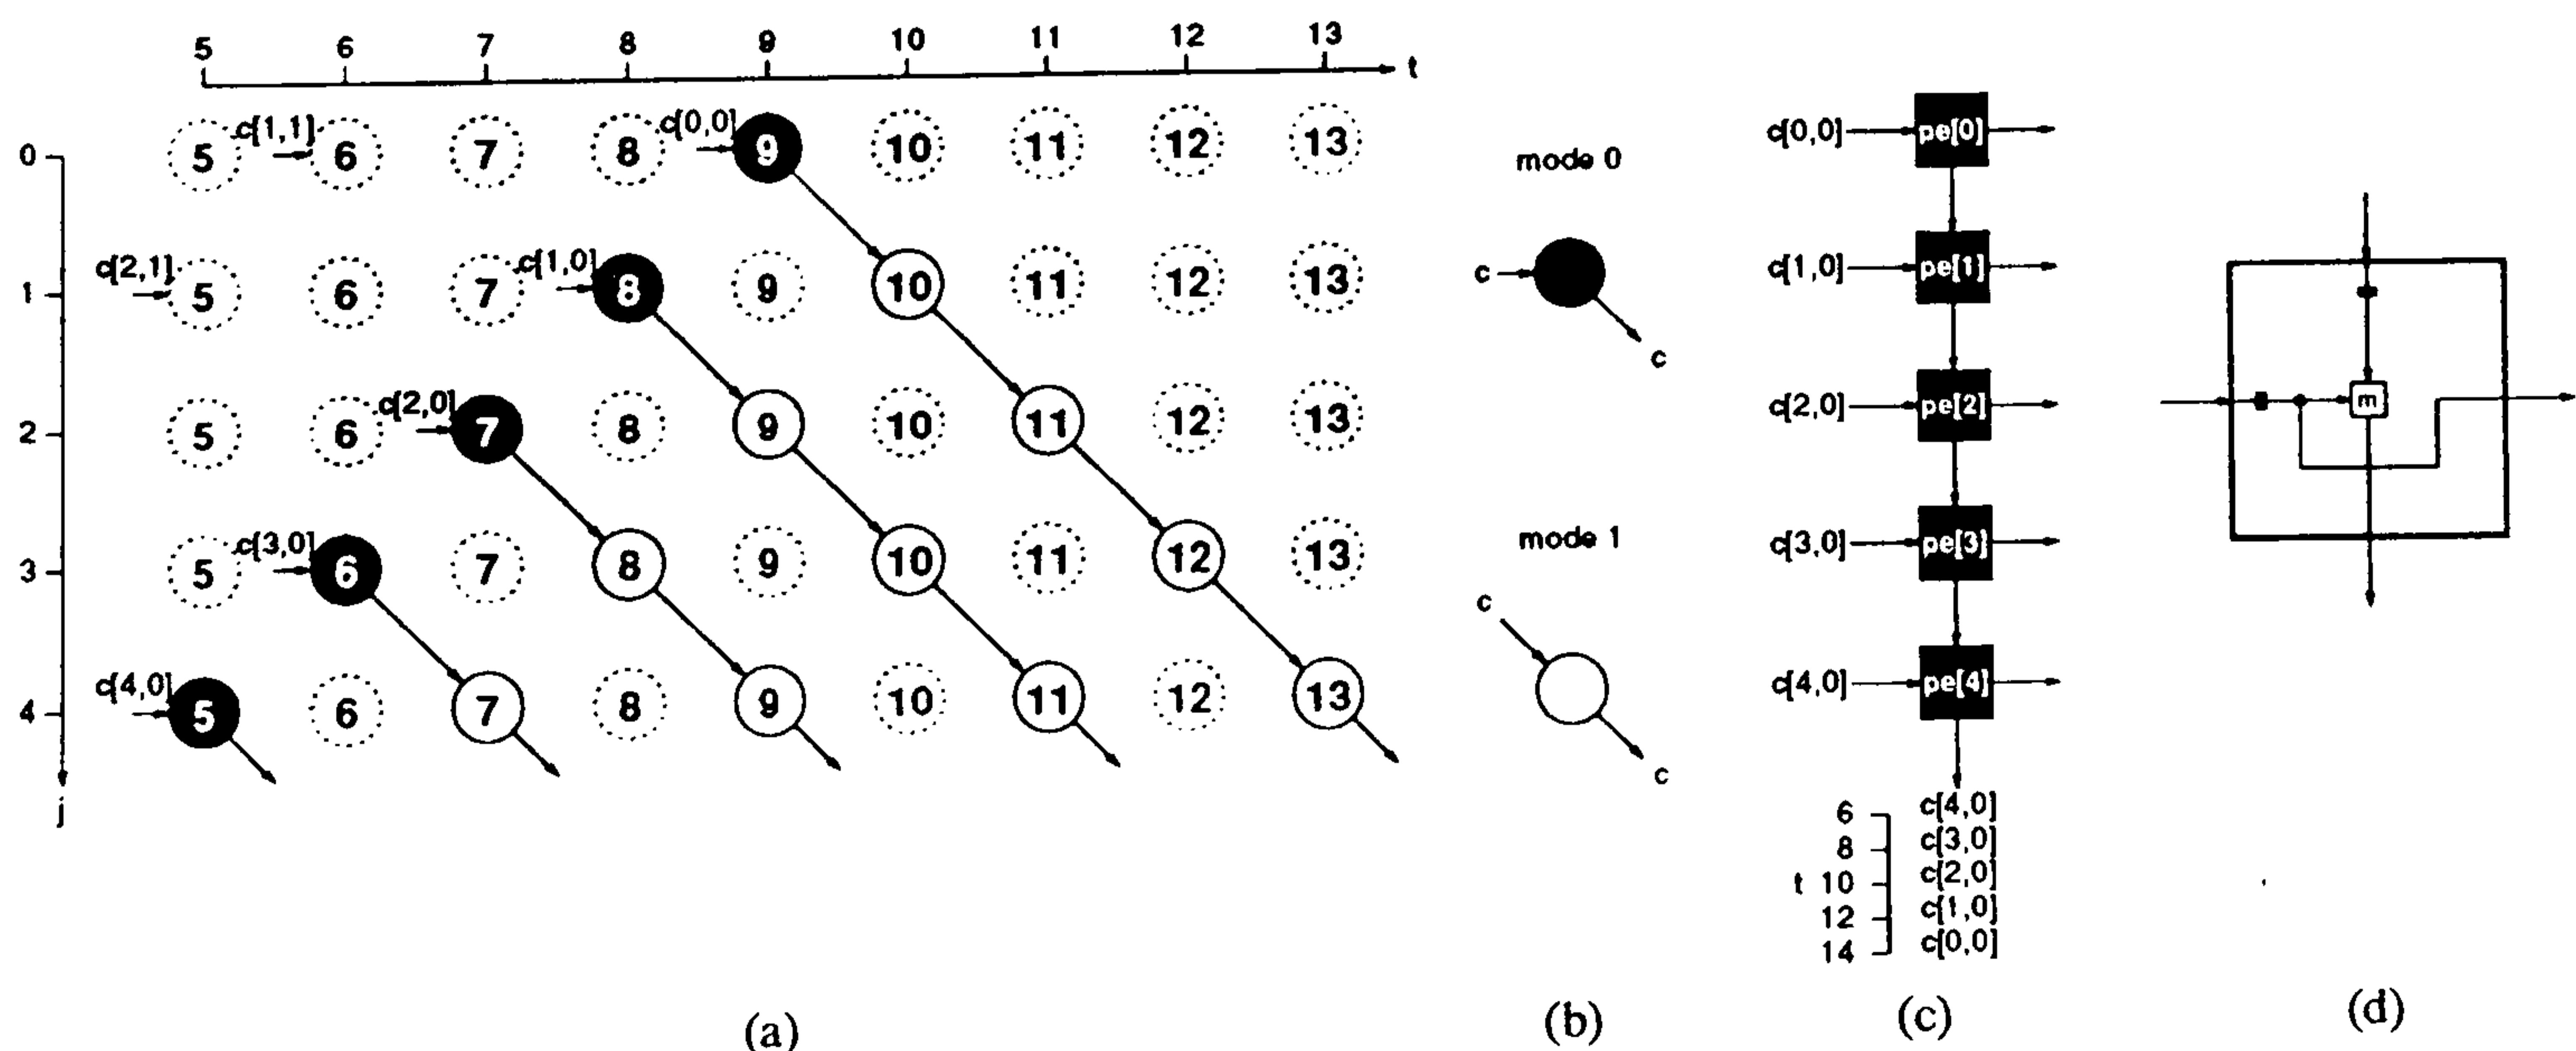 5 6 7 8 9 10 11 12 13 t
0 5 c[1,1] 6 7 8 c[0,0] 9 10 11 12 13
1 c[2,1] 5 6 7 c[1,0] 8 9 10 11 12 13
2 5 6 c[2,0] 7 8 9 10 11 12 13
3 5 c[3,0] 6 7 8 9 10 11 12 13
4 c[4,0] 5 6 7 8 9 10 11 12 13
j
(a)
mode 0
c
c
mode 1
c
c
(b)
c[0,0] pe[0]
c[1,0] pe[1]
c[2,0] pe[2]
c[3,0] pe[3]
c[4,0] pe[4]
6 c[4,0]
8 c[3,0]
t 10 c[2,0]
12 c[1,0]
14 c[0,0]
(c)
m
(d)